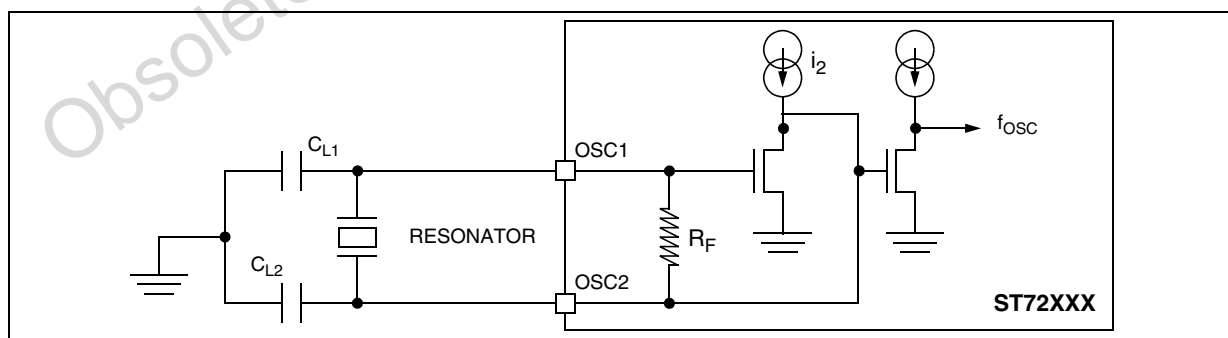 Obsolete
i2
fOSC
CL1
OSC1
RESONATOR
RF
CL2
OSC2
ST72XXX